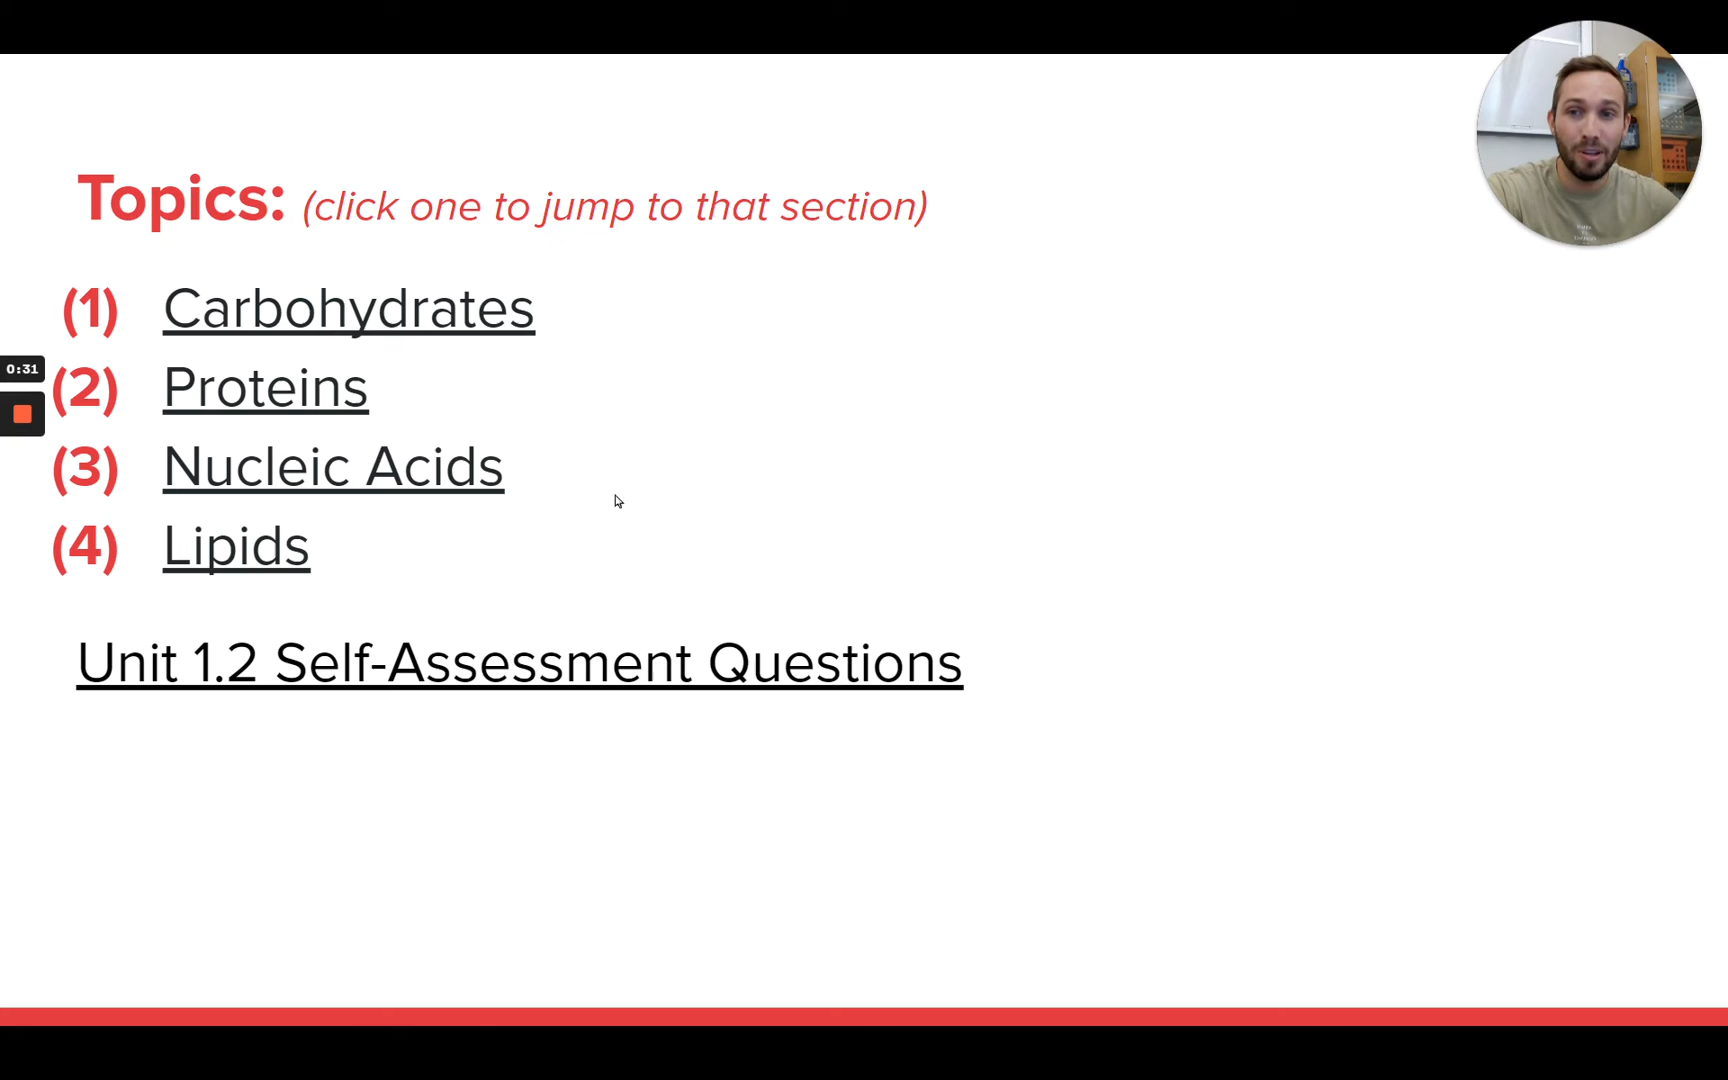 Topics: (click one to jump to that section)
(1) Carbohydrates
0:31
(2) Proteins
(3) Nucleic Acids
(4) Lipids
Unit 1.2 Self-Assessment Questions